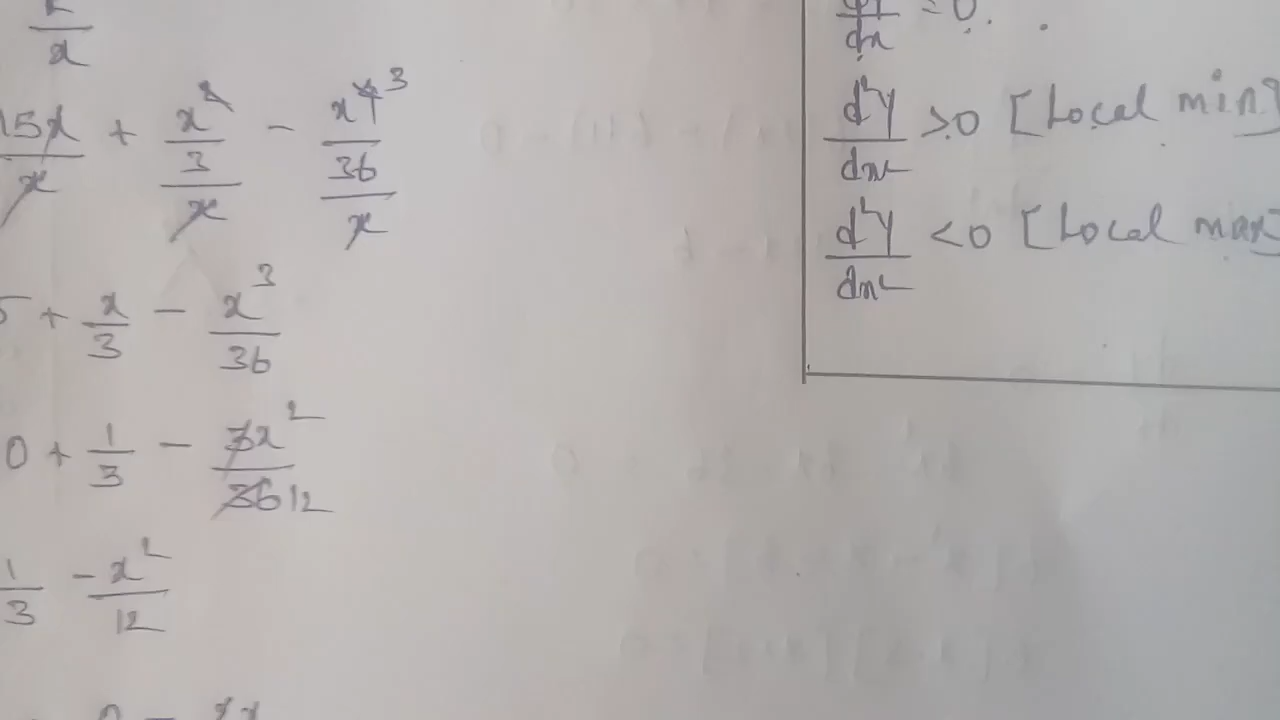 x
15x/x + x²/3/x - x⁴ 3/36/x
+ x/3 - x³/36
0 + 1/3 - 3x²/36 12
1/3 - x²/12
dx = 0
d²y/dx² > 0 [Local min]
d²y/dx² < 0 [Local max]